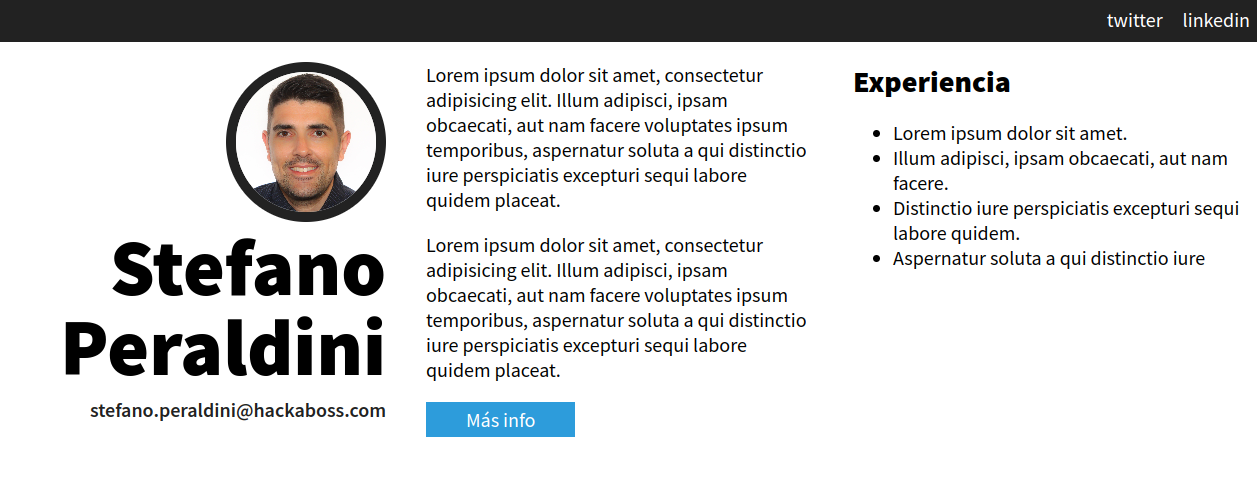 twitter linkedin
Stefano
Peraldini
stefano.peraldini@hackaboss.com
Lorem ipsum dolor sit amet, consectetur
adipisicing elit. Illum adipisci, ipsam
obcaecati, aut nam facere voluptates ipsum
temporibus, aspernatur soluta a qui distinctio
iure perspiciatis excepturi sequi labore
quidem placeat.
Lorem ipsum dolor sit amet, consectetur
adipisicing elit. Illum adipisci, ipsam
obcaecati, aut nam facere voluptates ipsum
temporibus, aspernatur soluta a qui distinctio
iure perspiciatis excepturi sequi labore
quidem placeat.
Más info
Experiencia
• Lorem ipsum dolor sit amet.
• Illum adipisci, ipsam obcaecati, aut nam
facere.
• Distinctio iure perspiciatis excepturi sequi
labore quidem.
• Aspernatur soluta a qui distinctio iure